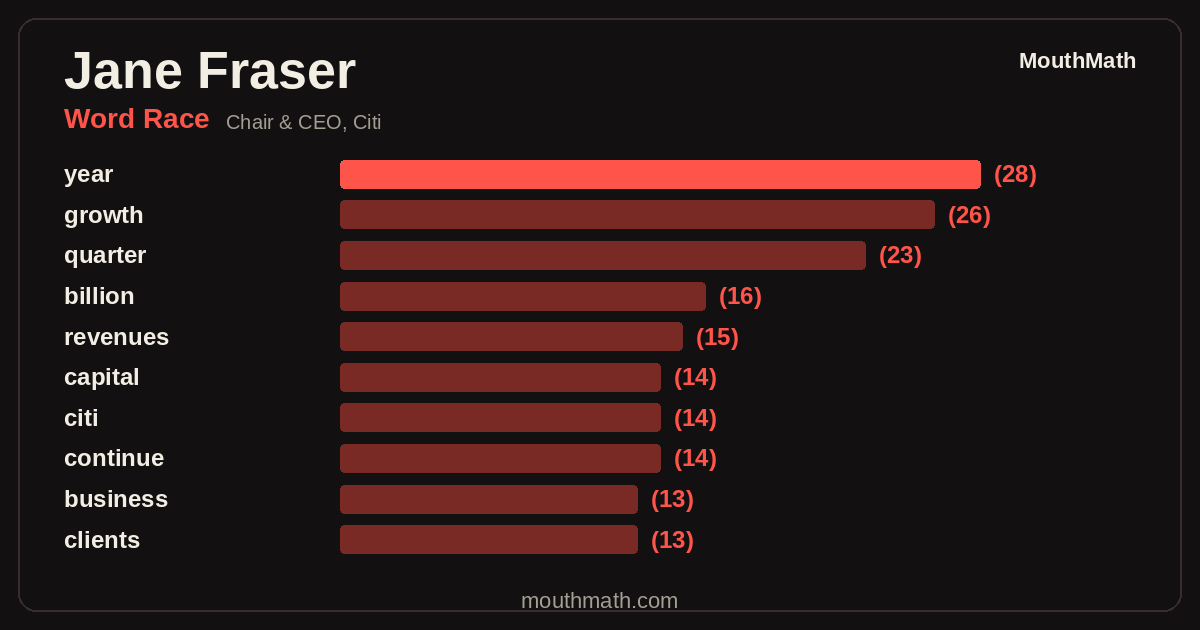 Jane Fraser
MouthMath
Word Race Chair & CEO, Citi
year (28)
growth (26)
quarter (23)
billion (16)
revenues (15)
capital (14)
citi (14)
continue (14)
business (13)
clients (13)
mouthmath.com